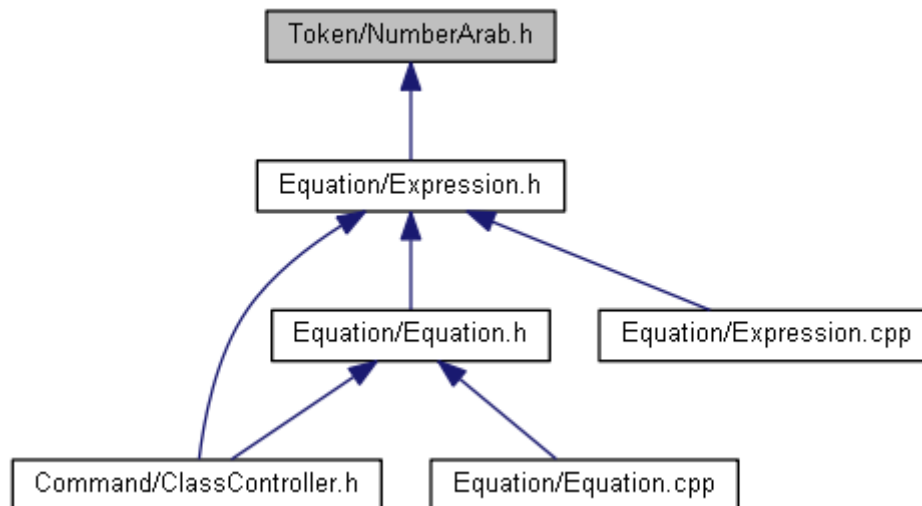 Token/NumberArab.h
Equation/Expression.h
Equation/Equation.h
Equation/Expression.cpp
Command/ClassController.h
Equation/Equation.cpp